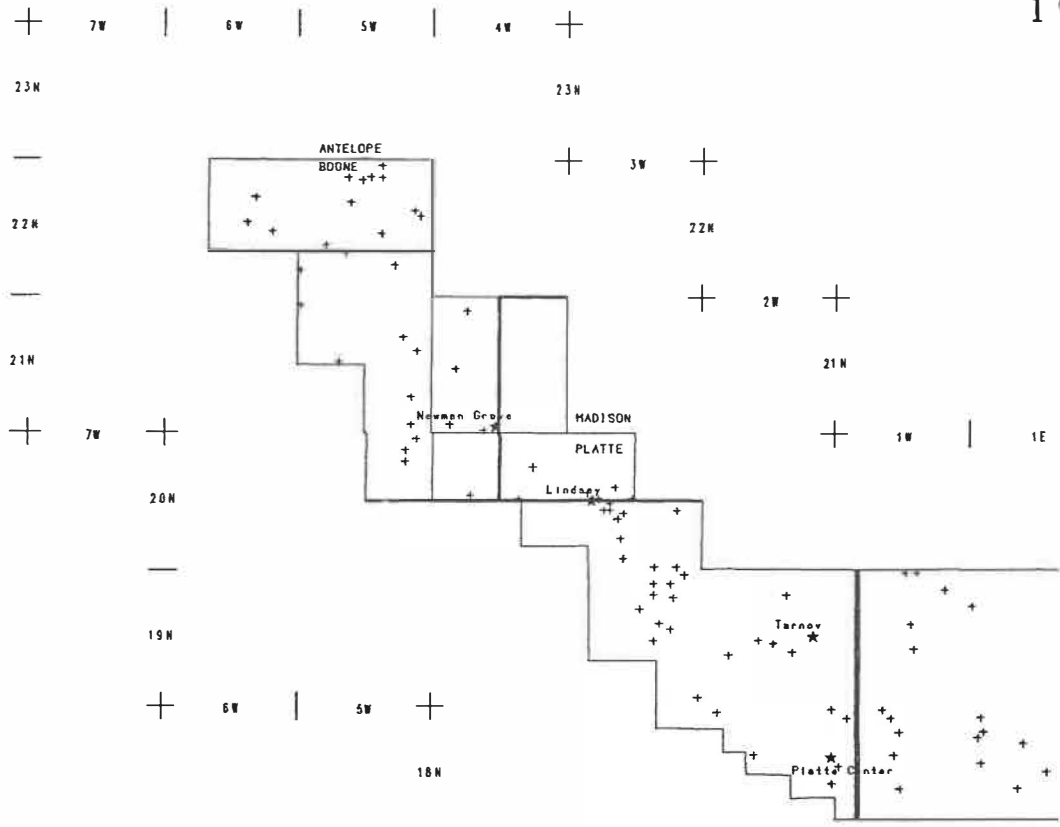 7W 6W 5W 4W
23N 23N
ANTELOPE
BOONE
3W
22N 22N
2W
21N 21N
Newman Grove
MADISON
7W 1W 1E
PLATTE
Lindsay
20N
Tarnov
19N
6W 5W
18N
Platte Center